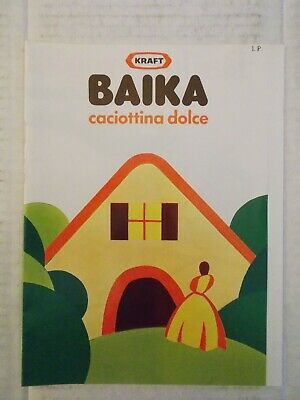 I. P.
KRAFT
BAIKA
caciottina dolce